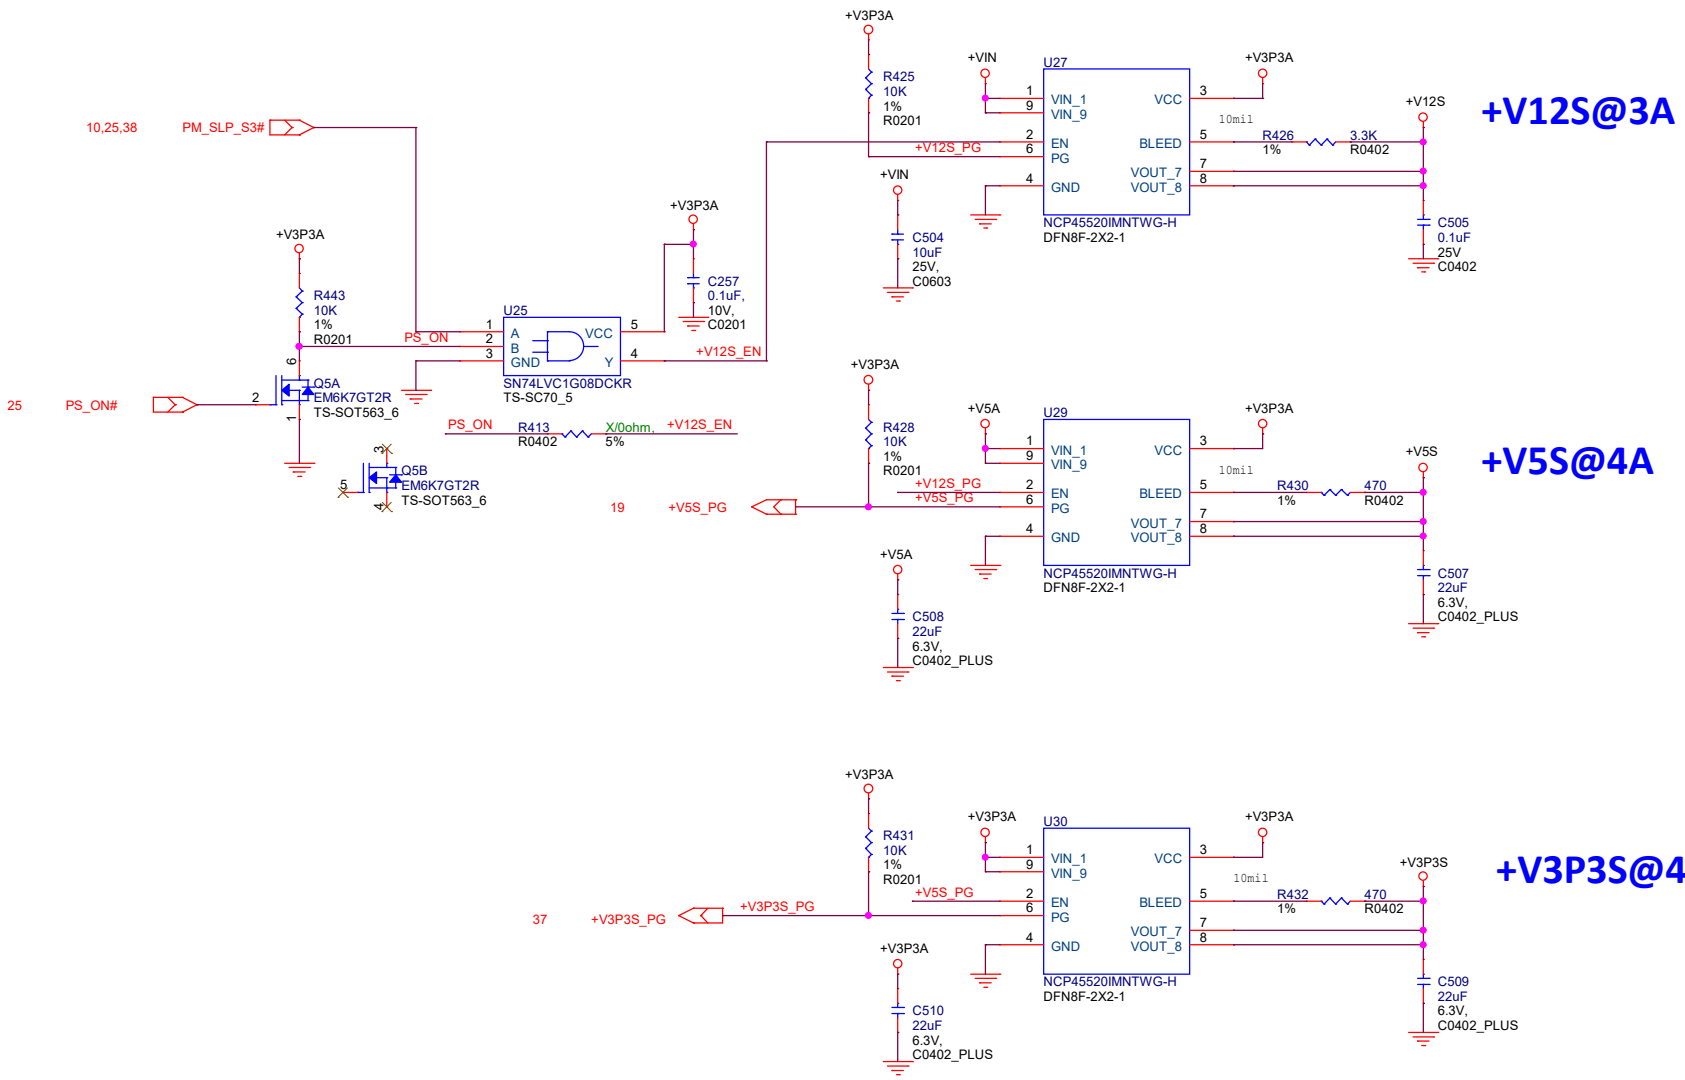 +V3P3A
R425
10K
1%
R0201
+VIN
U27
1
9
VIN_1
VIN_9
2
6
EN
PG
4
GND
VCC
3
BLEED
5
VOUT_7
VOUT_8
7
8
NCP45520IMNTWG-H
DFN8F-2X2-1
+V3P3A
10mil
R426
1%
3.3K
R0402
+V12S
+V12S@3A
C505
0.1uF
25V
C0402
+V12S_PG
+VIN
C504
10uF
25V,
C0603
10,25,38
PM_SLP_S3#
+V3P3A
R443
10K
1%
R0201
PS_ON
6
Q5A
EM6K7GT2R
TS-SOT563_6
2
1
25
PS_ON#
U25
1
2
3
A
B
GND
VCC
Y
5
4
SN74LVC1G08DCKR
TS-SC70_5
+V3P3A
C257
0.1uF,
10V,
C0201
+V12S_EN
PS_ON
R413
R0402
X/0ohm,
5%
+V12S_EN
3
Q5B
EM6K7GT2R
TS-SOT563_6
5
4
+V3P3A
R428
10K
1%
R0201
+V5A
U29
1
9
VIN_1
VIN_9
2
6
EN
PG
4
GND
VCC
3
BLEED
5
VOUT_7
VOUT_8
7
8
NCP45520IMNTWG-H
DFN8F-2X2-1
+V3P3A
10mil
R430
1%
470
R0402
+V5S
+V5S@4A
C507
22uF
6.3V,
C0402_PLUS
+V12S_PG
+V5S_PG
19
+V5S_PG
+V5A
C508
22uF
6.3V,
C0402_PLUS
+V3P3A
R431
10K
1%
R0201
+V3P3A
U30
1
9
VIN_1
VIN_9
2
6
EN
PG
4
GND
VCC
3
BLEED
5
VOUT_7
VOUT_8
7
8
NCP45520IMNTWG-H
DFN8F-2X2-1
+V3P3A
10mil
R432
1%
470
R0402
+V3P3S
+V3P3S@4
C509
22uF
6.3V,
C0402_PLUS
+V5S_PG
37
+V3P3S_PG
+V3P3S_PG
+V3P3A
C510
22uF
6.3V,
C0402_PLUS